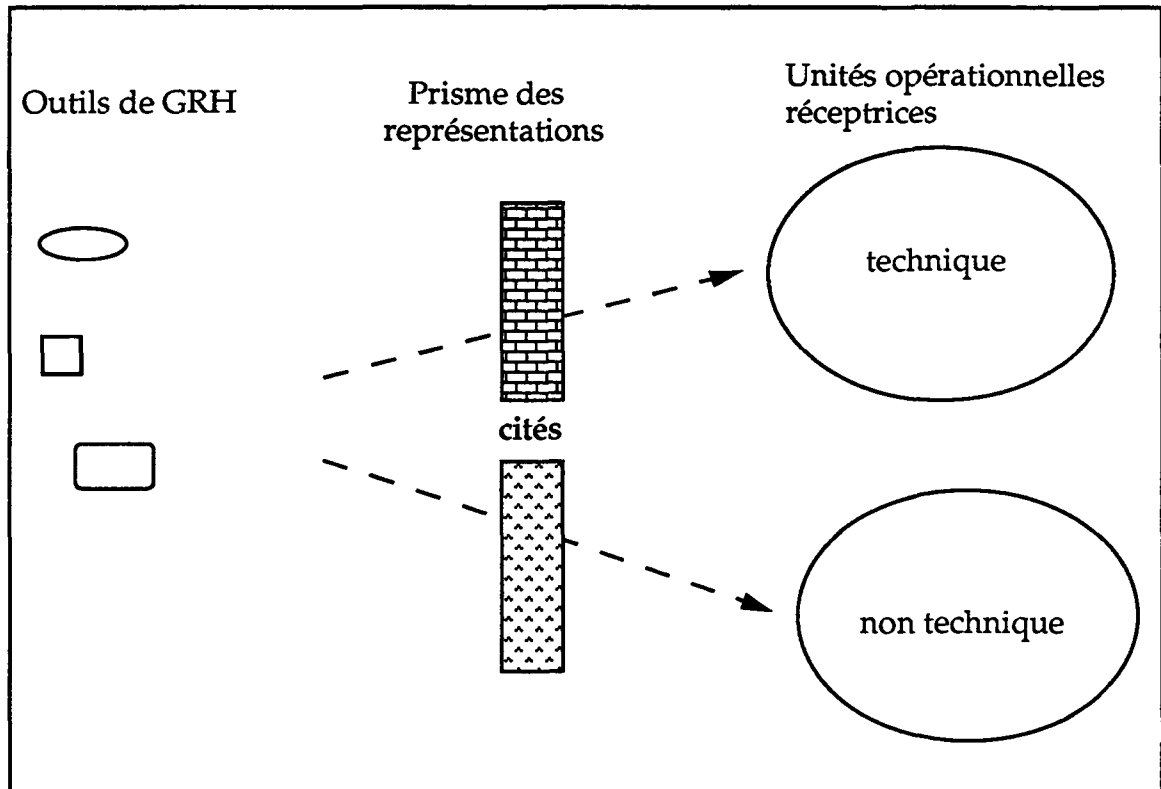 Outils de GRH
Prisme des
représentations
Unités opérationnelles
réceptrices
technique
cités
non technique